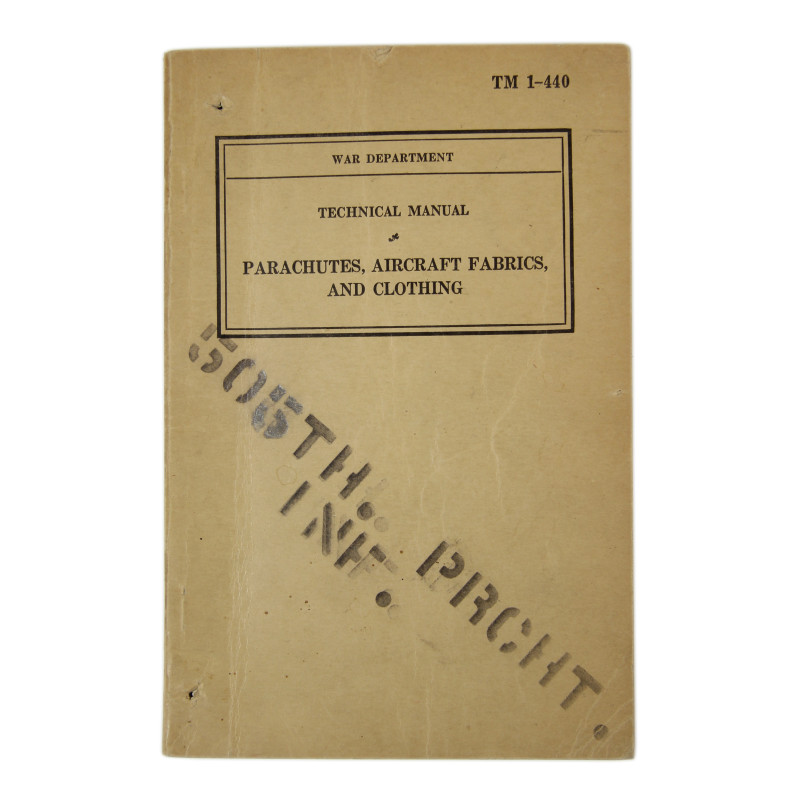 TM 1-440
WAR DEPARTMENT
TECHNICAL MANUAL
PARACHUTES, AIRCRAFT FABRICS,
AND CLOTHING
505TH. PRCHT.
INF.